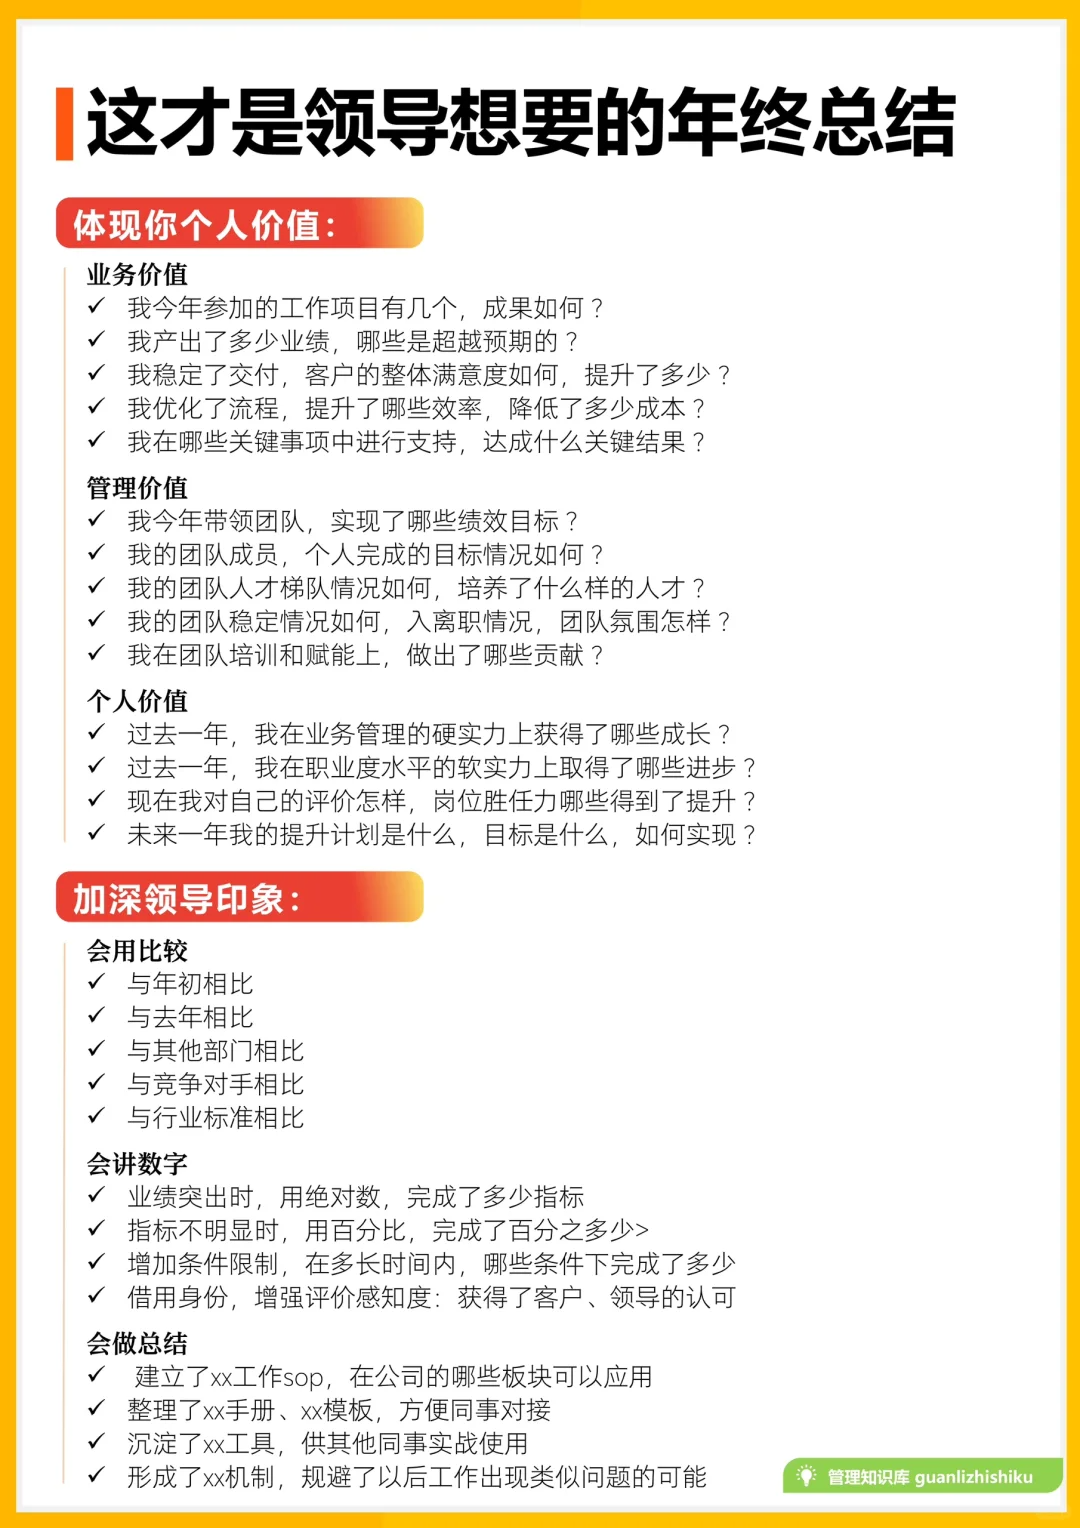 这才是领导想要的年终总结
体现你个人价值：
业务价值
✓ 我今年参加的工作项目有几个，成果如何？
✓ 我产出了多少业绩，哪些是超越预期的？
✓ 我稳定了交付，客户的整体满意度如何，提升了多少？
✓ 我优化了流程，提升了哪些效率，降低了多少成本？
✓ 我在哪些关键事项中进行支持，达成什么关键结果？
管理价值
✓ 我今年带领团队，实现了哪些绩效目标？
✓ 我的团队成员，个人完成的目标情况如何？
✓ 我的团队人才梯队情况如何，培养了什么样的人才？
✓ 我的团队稳定情况如何，入离职情况，团队氛围怎样？
✓ 我在团队培训和赋能上，做出了哪些贡献？
个人价值
✓ 过去一年，我在业务管理的硬实力上获得了哪些成长？
✓ 过去一年，我在职业度水平的软实力上取得了哪些进步？
✓ 现在我对自己的评价怎样，岗位胜任力哪些得到了提升？
✓ 未来一年我的提升计划是什么，目标是什么，如何实现？
加深领导印象：
会用比较
✓ 与年初相比
✓ 与去年相比
✓ 与其他部门相比
✓ 与竞争对手相比
✓ 与行业标准相比
会讲数字
✓ 业绩突出时，用绝对数，完成了多少指标
✓ 指标不明显时，用百分比，完成了百分之多少>
✓ 增加条件限制，在多长时间内，哪些条件下完成了多少
✓ 借用身份，增强评价感知度：获得了客户、领导的认可
会做总结
✓ 建立了xx工作sop，在公司的哪些板块可以应用
✓ 整理了xx手册、xx模板，方便同事对接
✓ 沉淀了xx工具，供其他同事实战使用
✓ 形成了xx机制，规避了以后工作出现类似问题的可能
管理知识库 guanlizhishiku